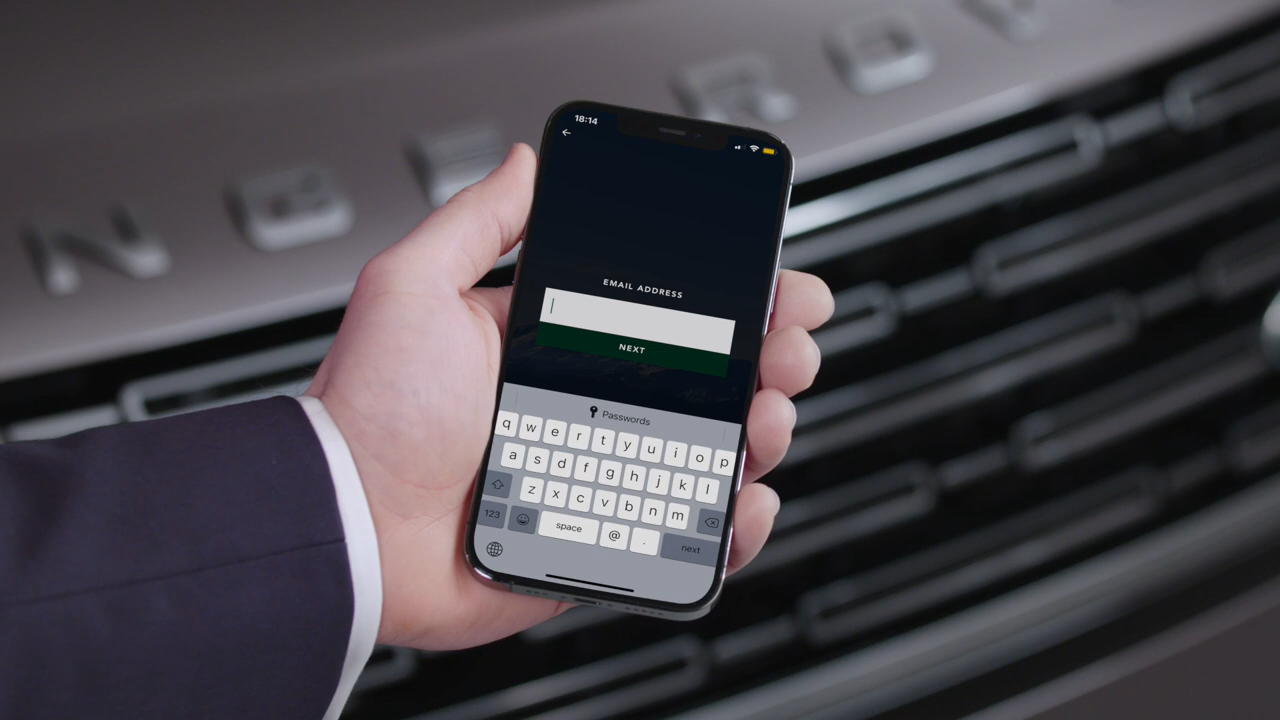 N D R O V
18:14
EMAIL ADDRESS
NEXT
Passwords
q w e r t y u i o p
a s d f g h j k l
z x c v b n m
123 space @ . next